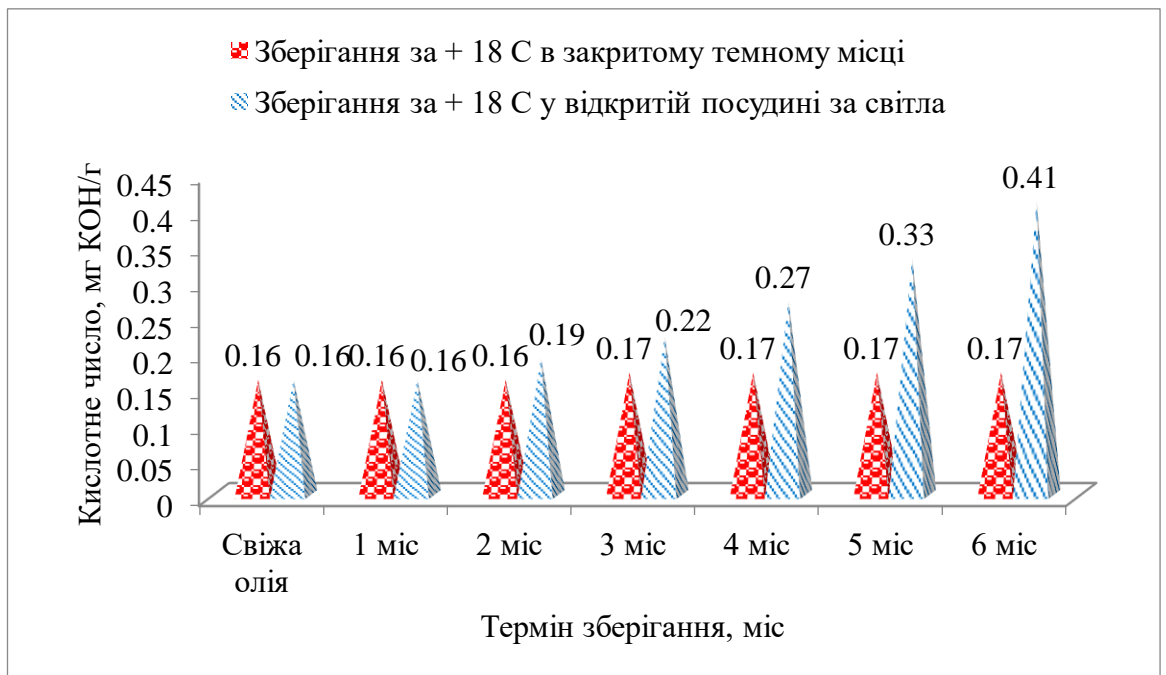 Зберігання за + 18 С в закритому темному місці
Зберігання за + 18 С у відкритій посудині за світла
Кислотне число, мг КОН/г
0.45
0.4
0.35
0.3
0.25
0.2
0.15
0.1
0.05
0
0.16
0.16
0.16
0.16
0.16
0.19
0.17
0.22
0.17
0.27
0.17
0.33
0.17
0.41
Свіжа
олія
1 міс
2 міс
3 міс
4 міс
5 міс
6 міс
Термін зберігання, міс